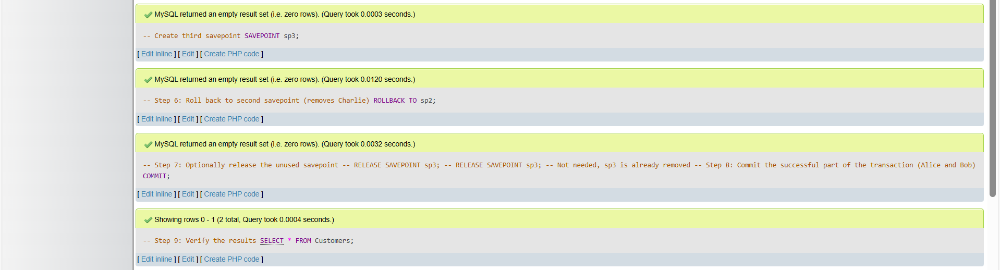 MySQL returned an empty result set (i.e. zero rows). (Query took 0.0003 seconds.)
-- Create third savepoint SAVEPOINT sp3;
[ Edit inline ] [ Edit ] [ Create PHP code ]
MySQL returned an empty result set (i.e. zero rows). (Query took 0.0120 seconds.)
-- Step 6: Roll back to second savepoint (removes Charlie) ROLLBACK TO sp2;
[ Edit inline ] [ Edit ] [ Create PHP code ]
MySQL returned an empty result set (i.e. zero rows). (Query took 0.0032 seconds.)
-- Step 7: Optionally release the unused savepoint -- RELEASE SAVEPOINT sp3; -- RELEASE SAVEPOINT sp3; -- Not needed, sp3 is already removed -- Step 8: Commit the successful part of the transaction (Alice and Bob)
COMMIT;
[ Edit inline ] [ Edit ] [ Create PHP code ]
Showing rows 0 - 1 (2 total, Query took 0.0004 seconds.)
-- Step 9: Verify the results SELECT * FROM Customers;
[ Edit inline ] [ Edit ] [ Create PHP code ]